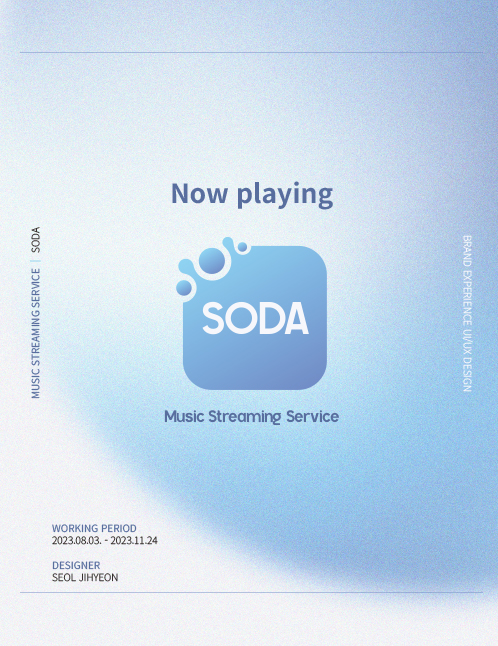 Now playing
SODA
Music Streaming Service
MUSIC STREAMING SERVICE | SODA
BRAND EXPERIENCE UI/UX DESIGN
WORKING PERIOD
2023.08.03. - 2023.11.24
DESIGNER
SEOL JIHYEON